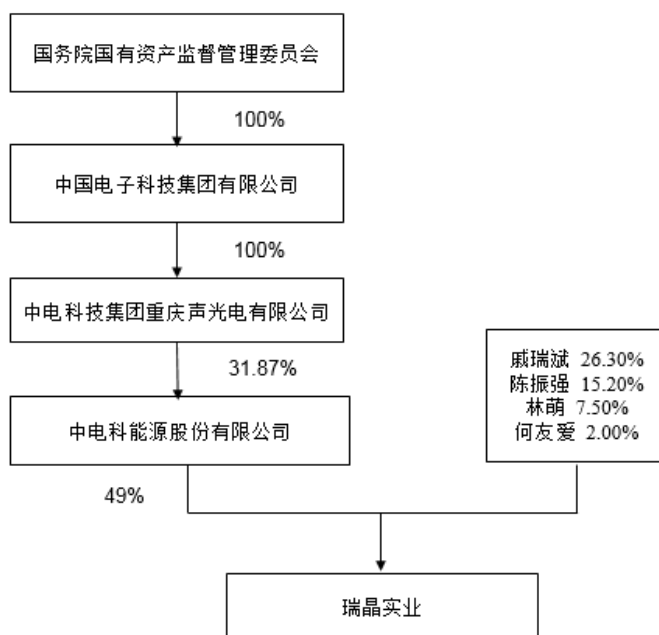 国务院国有资产监督管理委员会
100%
中国电子科技集团有限公司
100%
中电科技集团重庆声光电有限公司
31.87%
中电科能源股份有限公司
49%
戚瑞斌 26.30%
陈振强 15.20%
林萌 7.50%
何友爱 2.00%
瑞晶实业